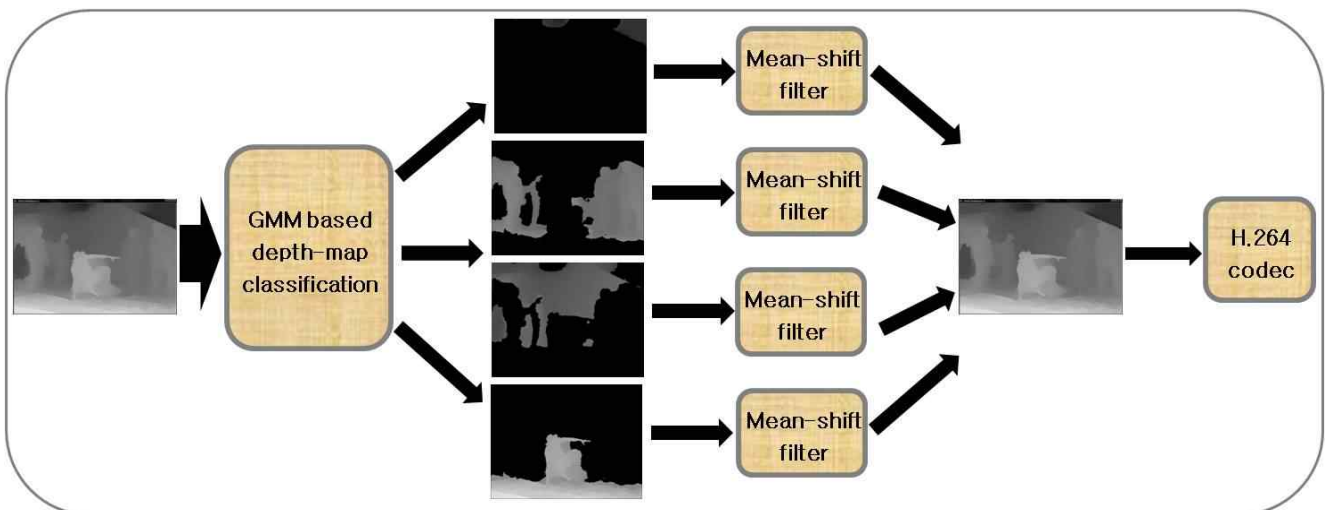 GMM based
depth-map
classification
Mean-shift
filter
Mean-shift
filter
Mean-shift
filter
Mean-shift
filter
H.264
codec